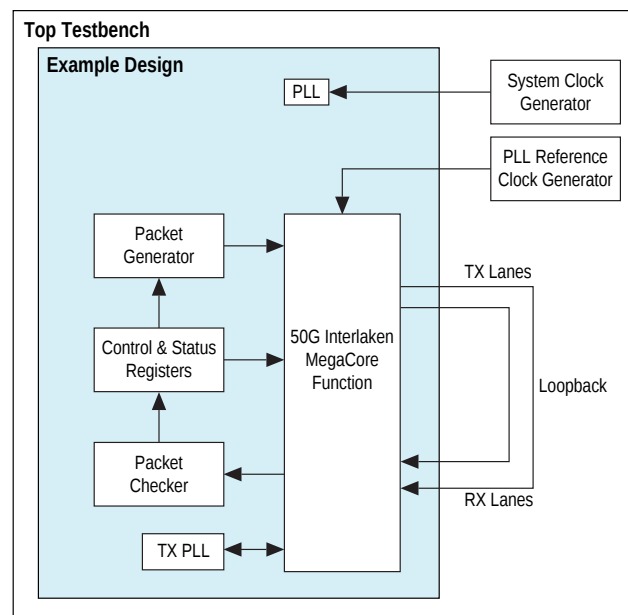 Top Testbench
Example Design
PLL
System Clock
Generator
PLL Reference
Clock Generator
Packet
Generator
TX Lanes
Control & Status
Registers
50G Interlaken
MegaCore
Function
Loopback
Packet
Checker
RX Lanes
TX PLL